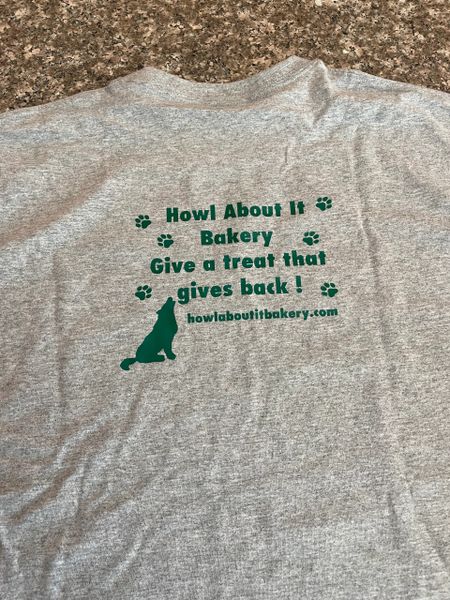 Howl About It
Bakery
Give a treat that
gives back !
howlaboutitbakery.com